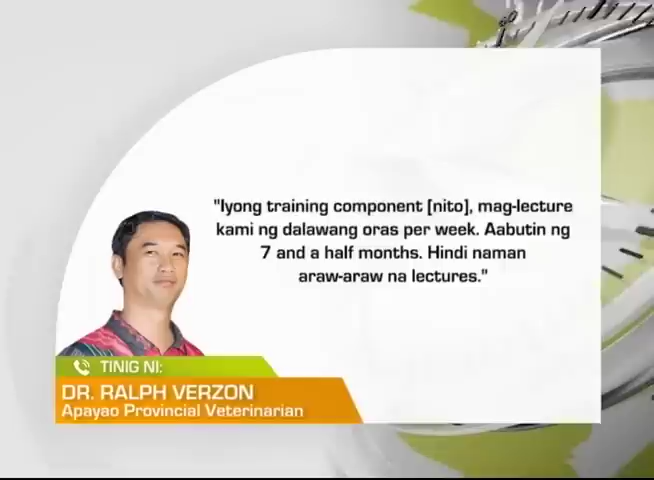 "Iyong training component [nito], mag-lecture
kami ng dalawang oras per week. Aabutin ng
7 and a half months. Hindi naman
araw-araw na lectures."
TINIG NI:
DR. RALPH VERZON
Apayao Provincial Veterinarian